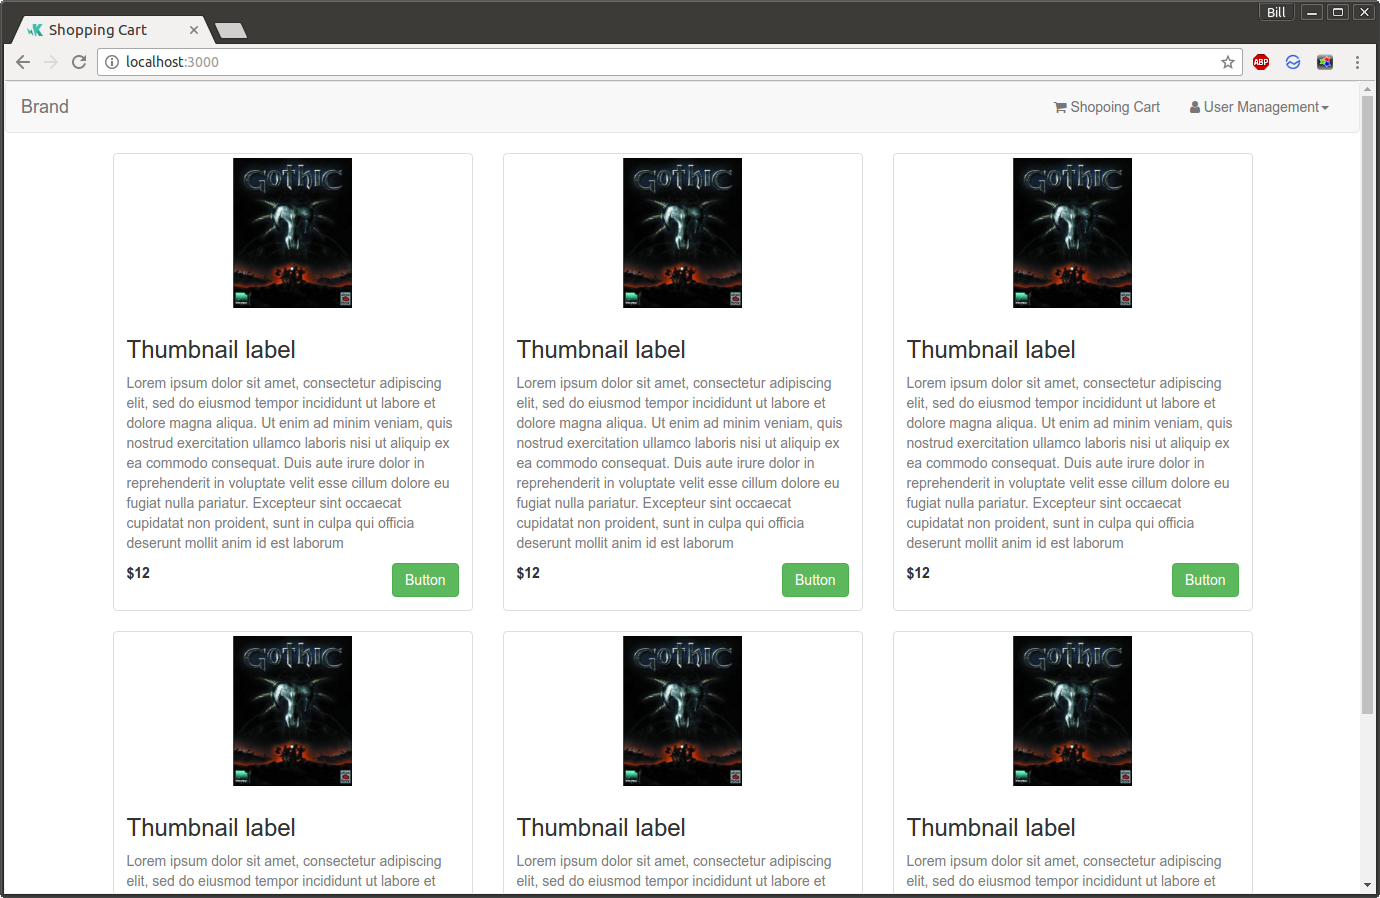 Bill
Shopping Cart
localhost:3000
ABP
Brand
Shopoing Cart
User Management
GOTHIC
GOTHIC
GOTHIC
Thumbnail label
Lorem ipsum dolor sit amet, consectetur adipiscing
elit, sed do eiusmod tempor incididunt ut labore et
dolore magna aliqua. Ut enim ad minim veniam, quis
nostrud exercitation ullamco laboris nisi ut aliquip ex
ea commodo consequat. Duis aute irure dolor in
reprehenderit in voluptate velit esse cillum dolore eu
fugiat nulla pariatur. Excepteur sint occaecat
cupidatat non proident, sunt in culpa qui officia
deserunt mollit anim id est laborum
$12
Button
Thumbnail label
Lorem ipsum dolor sit amet, consectetur adipiscing
elit, sed do eiusmod tempor incididunt ut labore et
dolore magna aliqua. Ut enim ad minim veniam, quis
nostrud exercitation ullamco laboris nisi ut aliquip ex
ea commodo consequat. Duis aute irure dolor in
reprehenderit in voluptate velit esse cillum dolore eu
fugiat nulla pariatur. Excepteur sint occaecat
cupidatat non proident, sunt in culpa qui officia
deserunt mollit anim id est laborum
$12
Button
Thumbnail label
Lorem ipsum dolor sit amet, consectetur adipiscing
elit, sed do eiusmod tempor incididunt ut labore et
dolore magna aliqua. Ut enim ad minim veniam, quis
nostrud exercitation ullamco laboris nisi ut aliquip ex
ea commodo consequat. Duis aute irure dolor in
reprehenderit in voluptate velit esse cillum dolore eu
fugiat nulla pariatur. Excepteur sint occaecat
cupidatat non proident, sunt in culpa qui officia
deserunt mollit anim id est laborum
$12
Button
GOTHIC
GOTHIC
GOTHIC
Thumbnail label
Lorem ipsum dolor sit amet, consectetur adipiscing
elit, sed do eiusmod tempor incididunt ut labore et
Thumbnail label
Lorem ipsum dolor sit amet, consectetur adipiscing
elit, sed do eiusmod tempor incididunt ut labore et
Thumbnail label
Lorem ipsum dolor sit amet, consectetur adipiscing
elit, sed do eiusmod tempor incididunt ut labore et